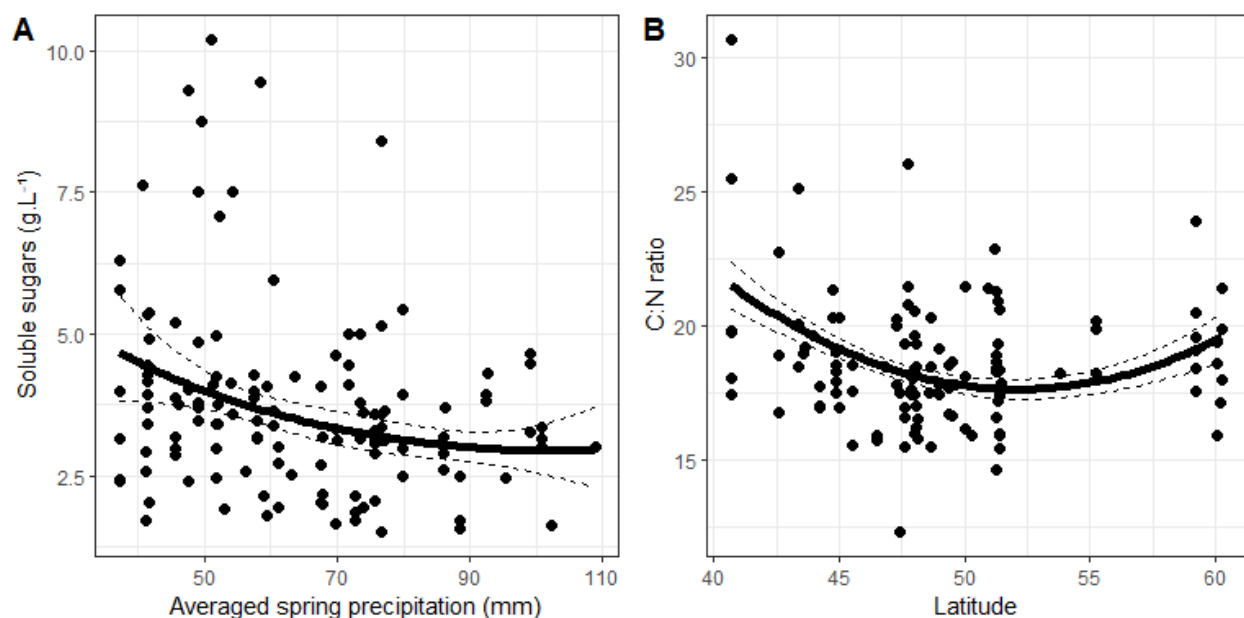 A
10.0
7.5
5.0
2.5
Soluble sugars (g.L⁻¹)
50
70
90
110
Averaged spring precipitation (mm)
B
30
25
20
15
C:N ratio
40
45
50
55
60
Latitude